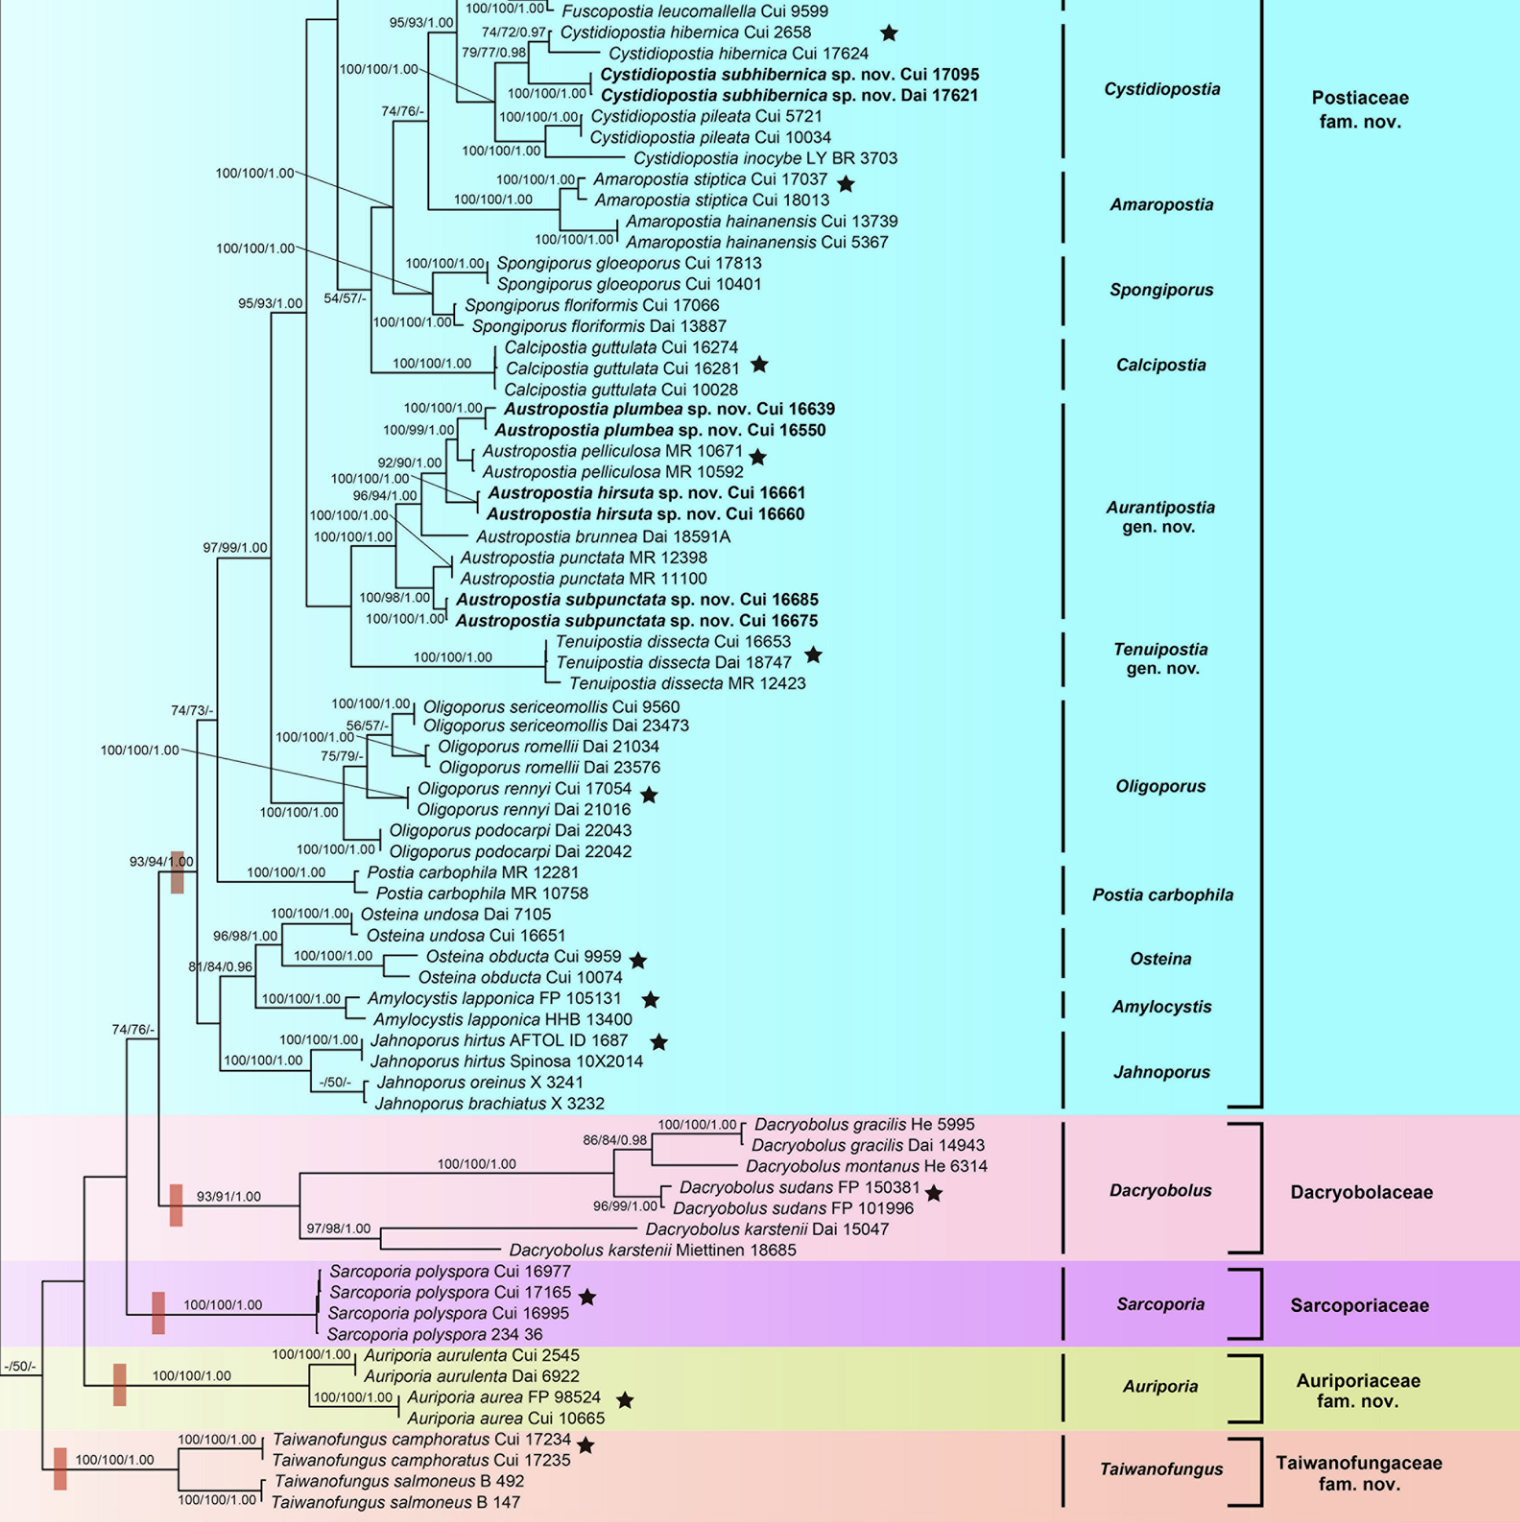 100/100/1.00
Fuscopostia leucomallella Cui 9599
95/93/1.00
74/72/0.97
Cystidiopostia hibernica Cui 2658
79/77/0.98
Cystidiopostia hibernica Cui 17624
100/100/1.00
Cystidiopostia subhibernica sp. nov. Cui 17095
100/100/1.00
Cystidiopostia subhibernica sp. nov. Dai 17621
74/76/-
100/100/1.00
Cystidiopostia pileata Cui 5721
Cystidiopostia pileata Cui 10034
100/100/1.00
Cystidiopostia inocybe LY BR 3703
Cystidiopostia
Postiaceae
fam. nov.
100/100/1.00
100/100/1.00
Amaropostia stiptica Cui 17037
100/100/1.00
Amaropostia stiptica Cui 18013
Amaropostia hainanensis Cui 13739
100/100/1.00
Amaropostia hainanensis Cui 5367
Amaropostia
100/100/1.00
100/100/1.00
Spongiporus gloeoporus Cui 17813
Spongiporus gloeoporus Cui 10401
95/93/1.00
54/57/-
Spongiporus floriformis Cui 17066
100/100/1.00
Spongiporus floriformis Dai 13887
Spongiporus
Calcipostia guttulata Cui 16274
100/100/1.00
Calcipostia guttulata Cui 16281
Calcipostia guttulata Cui 10028
Calcipostia
100/100/1.00
Austropostia plumbea sp. nov. Cui 16639
100/99/1.00
Austropostia plumbea sp. nov. Cui 16550
Austropostia pelliculosa MR 10671
92/90/1.00
Austropostia pelliculosa MR 10592
100/100/1.00
96/94/1.00
Austropostia hirsuta sp. nov. Cui 16661
100/100/1.00
Austropostia hirsuta sp. nov. Cui 16660
100/100/1.00
Austropostia brunnea Dai 18591A
Austropostia punctata MR 12398
Austropostia punctata MR 11100
100/98/1.00
Austropostia subpunctata sp. nov. Cui 16685
100/100/1.00
Austropostia subpunctata sp. nov. Cui 16675
Aurantipostia
gen. nov.
97/99/1.00
Tenuipostia dissecta Cui 16653
100/100/1.00
Tenuipostia dissecta Dai 18747
Tenuipostia dissecta MR 12423
Tenuipostia
gen. nov.
74/73/-
100/100/1.00
Oligoporus sericeomollis Cui 9560
56/57/-
Oligoporus sericeomollis Dai 23473
100/100/1.00
Oligoporus romellii Dai 21034
100/100/1.00
75/79/-
Oligoporus romellii Dai 23576
Oligoporus rennyi Cui 17054
100/100/1.00
Oligoporus rennyi Dai 21016
Oligoporus podocarpi Dai 22043
100/100/1.00
Oligoporus podocarpi Dai 22042
Oligoporus
93/94/1.00
100/100/1.00
Postia carbophila MR 12281
Postia carbophila MR 10758
Postia carbophila
100/100/1.00
Osteina undosa Dai 7105
96/98/1.00
Osteina undosa Cui 16651
100/100/1.00
Osteina obducta Cui 9959
81/84/0.96
Osteina obducta Cui 10074
Osteina
100/100/1.00
Amylocystis lapponica FP 105131
Amylocystis lapponica HHB 13400
Amylocystis
74/76/-
100/100/1.00
Jahnoporus hirtus AFTOL ID 1687
100/100/1.00
Jahnoporus hirtus Spinosa 10X2014
-/50/-
Jahnoporus oreinus X 3241
Jahnoporus brachiatus X 3232
Jahnoporus
100/100/1.00
Dacryobolus gracilis He 5995
86/84/0.98
Dacryobolus gracilis Dai 14943
100/100/1.00
Dacryobolus montanus He 6314
Dacryobolus sudans FP 150381
93/91/1.00
96/99/1.00
Dacryobolus sudans FP 101996
97/98/1.00
Dacryobolus karstenii Dai 15047
Dacryobolus karstenii Miettinen 18685
Dacryobolus
Dacryobolaceae
Sarcoporia polyspora Cui 16977
Sarcoporia polyspora Cui 17165
100/100/1.00
Sarcoporia polyspora Cui 16995
Sarcoporia polyspora 234 36
Sarcoporia
Sarcoporiaceae
-/50/-
100/100/1.00
Auriporia aurulenta Cui 2545
100/100/1.00
Auriporia aurulenta Dai 6922
100/100/1.00
Auriporia aurea FP 98524
Auriporia aurea Cui 10665
Auriporia
Auriporiaceae
fam. nov.
100/100/1.00
Taiwanofungus camphoratus Cui 17234
100/100/1.00
Taiwanofungus camphoratus Cui 17235
Taiwanofungus salmoneus B 492
100/100/1.00
Taiwanofungus salmoneus B 147
Taiwanofungus
Taiwanofungaceae
fam. nov.